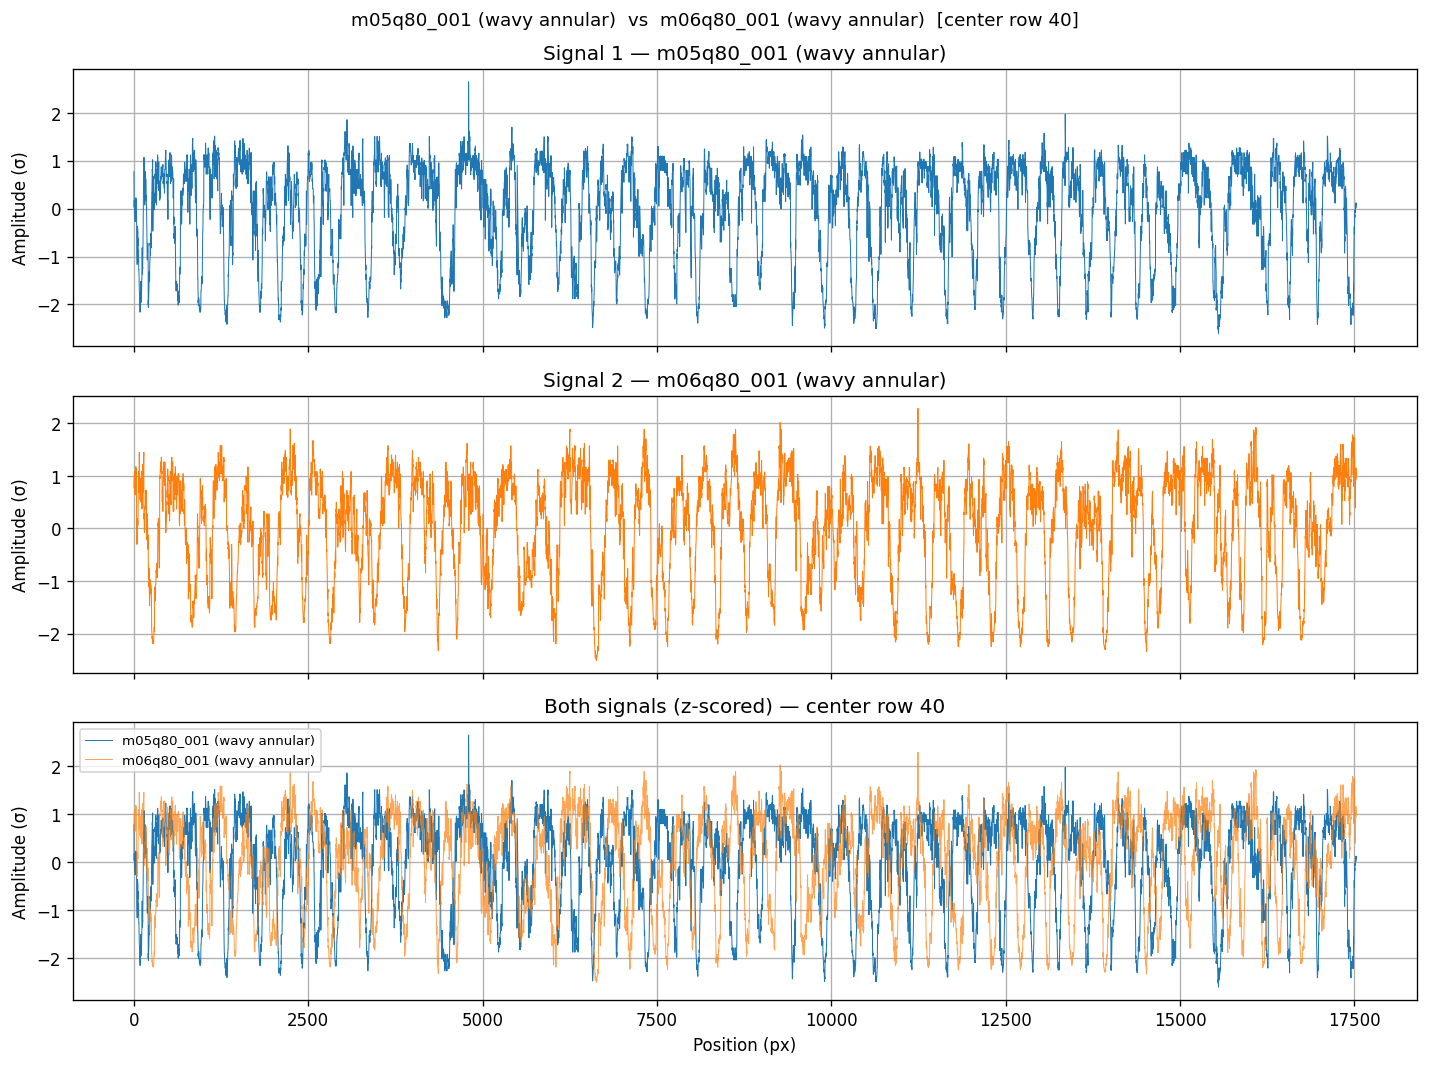 m05q80_001 (wavy annular)  vs  m06q80_001 (wavy annular)  [center row 40]
Signal 1 — m05q80_001 (wavy annular)
Amplitude (σ)
2
1
0
−1
−2
Signal 2 — m06q80_001 (wavy annular)
Amplitude (σ)
2
1
0
−1
−2
Both signals (z-scored) — center row 40
m05q80_001 (wavy annular)
m06q80_001 (wavy annular)
Amplitude (σ)
2
1
0
−1
−2
0 2500 5000 7500 10000 12500 15000 17500
Position (px)